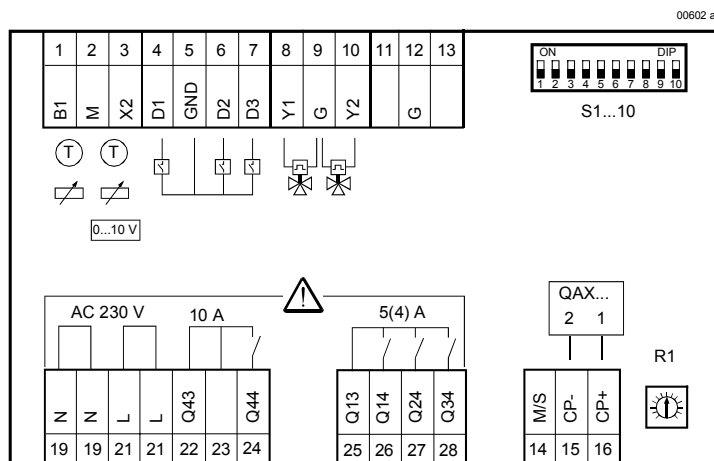 00602 a
1 2 3 4 5 6 7 8 9 10 11 12 13
B1 M X2 D1 GND D2 D3 Y1 G Y2 G
ON DIP
1 2 3 4 5 6 7 8 9 10
S1...10
T T
0...10 V
AC 230 V 10 A 5(4) A
QAX...
2 1
R1
N N L L Q43 Q44 Q13 Q14 Q24 Q34 M/S CP- CP+
19 19 21 21 22 23 24 25 26 27 28 14 15 16